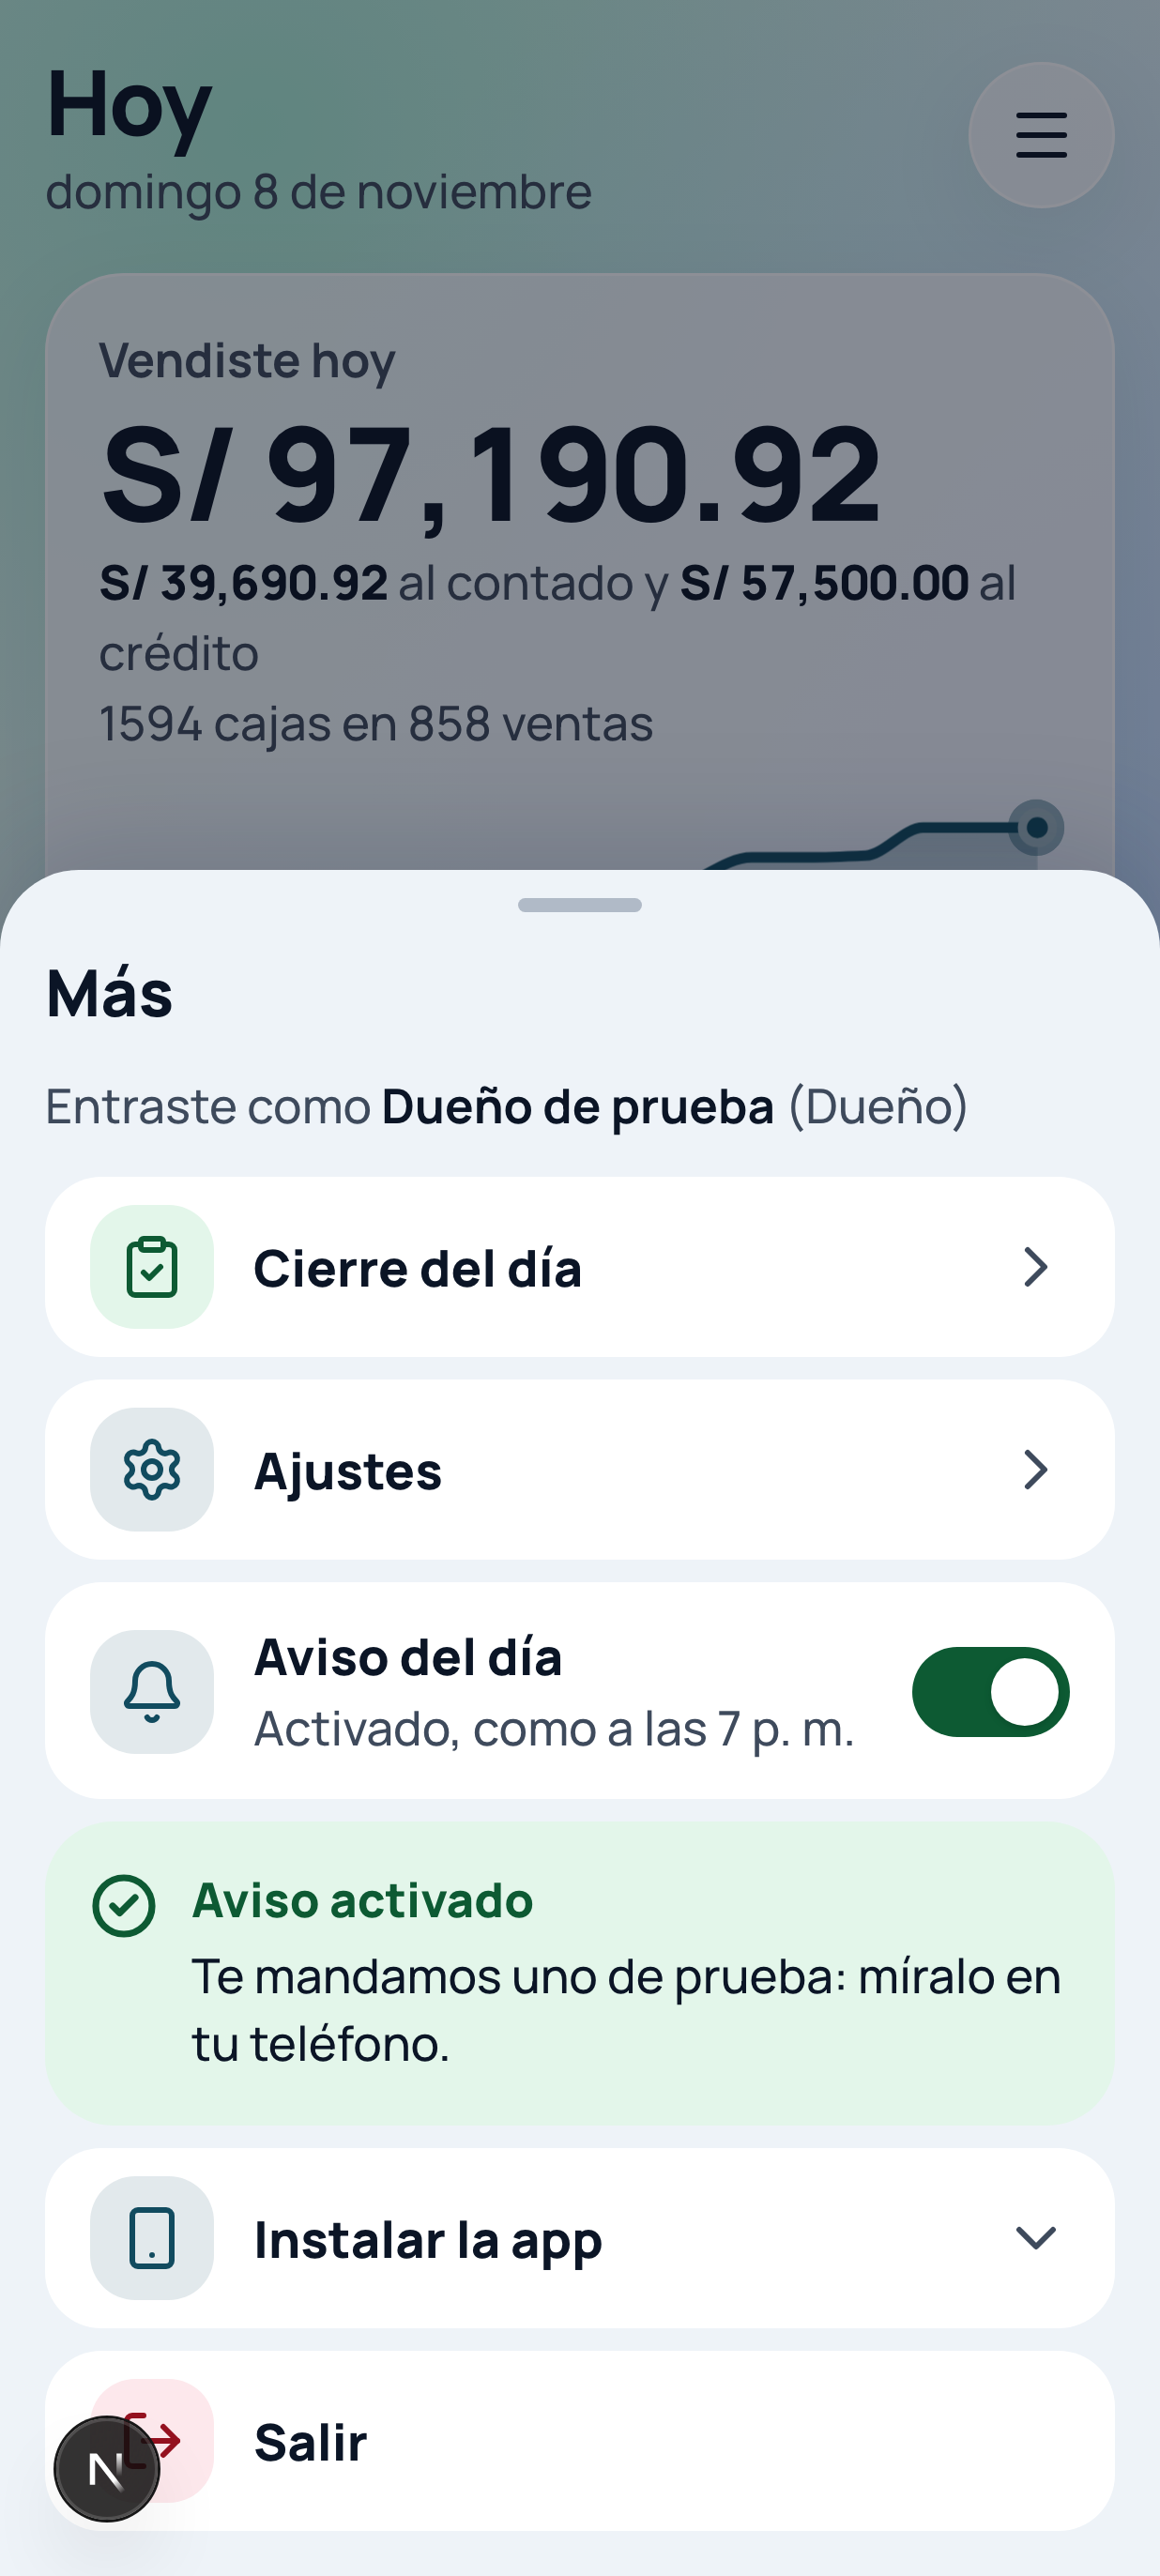 Hoy
domingo 8 de noviembre
Vendiste hoy
S/ 97,190.92
S/ 39,690.92 al contado y S/ 57,500.00 al
crédito
1594 cajas en 858 ventas
Más
Entraste como Dueño de prueba (Dueño)
Cierre del día
Ajustes
Aviso del día
Activado, como a las 7 p. m.
Aviso activado
Te mandamos uno de prueba: míralo en
tu teléfono.
Instalar la app
Salir
N